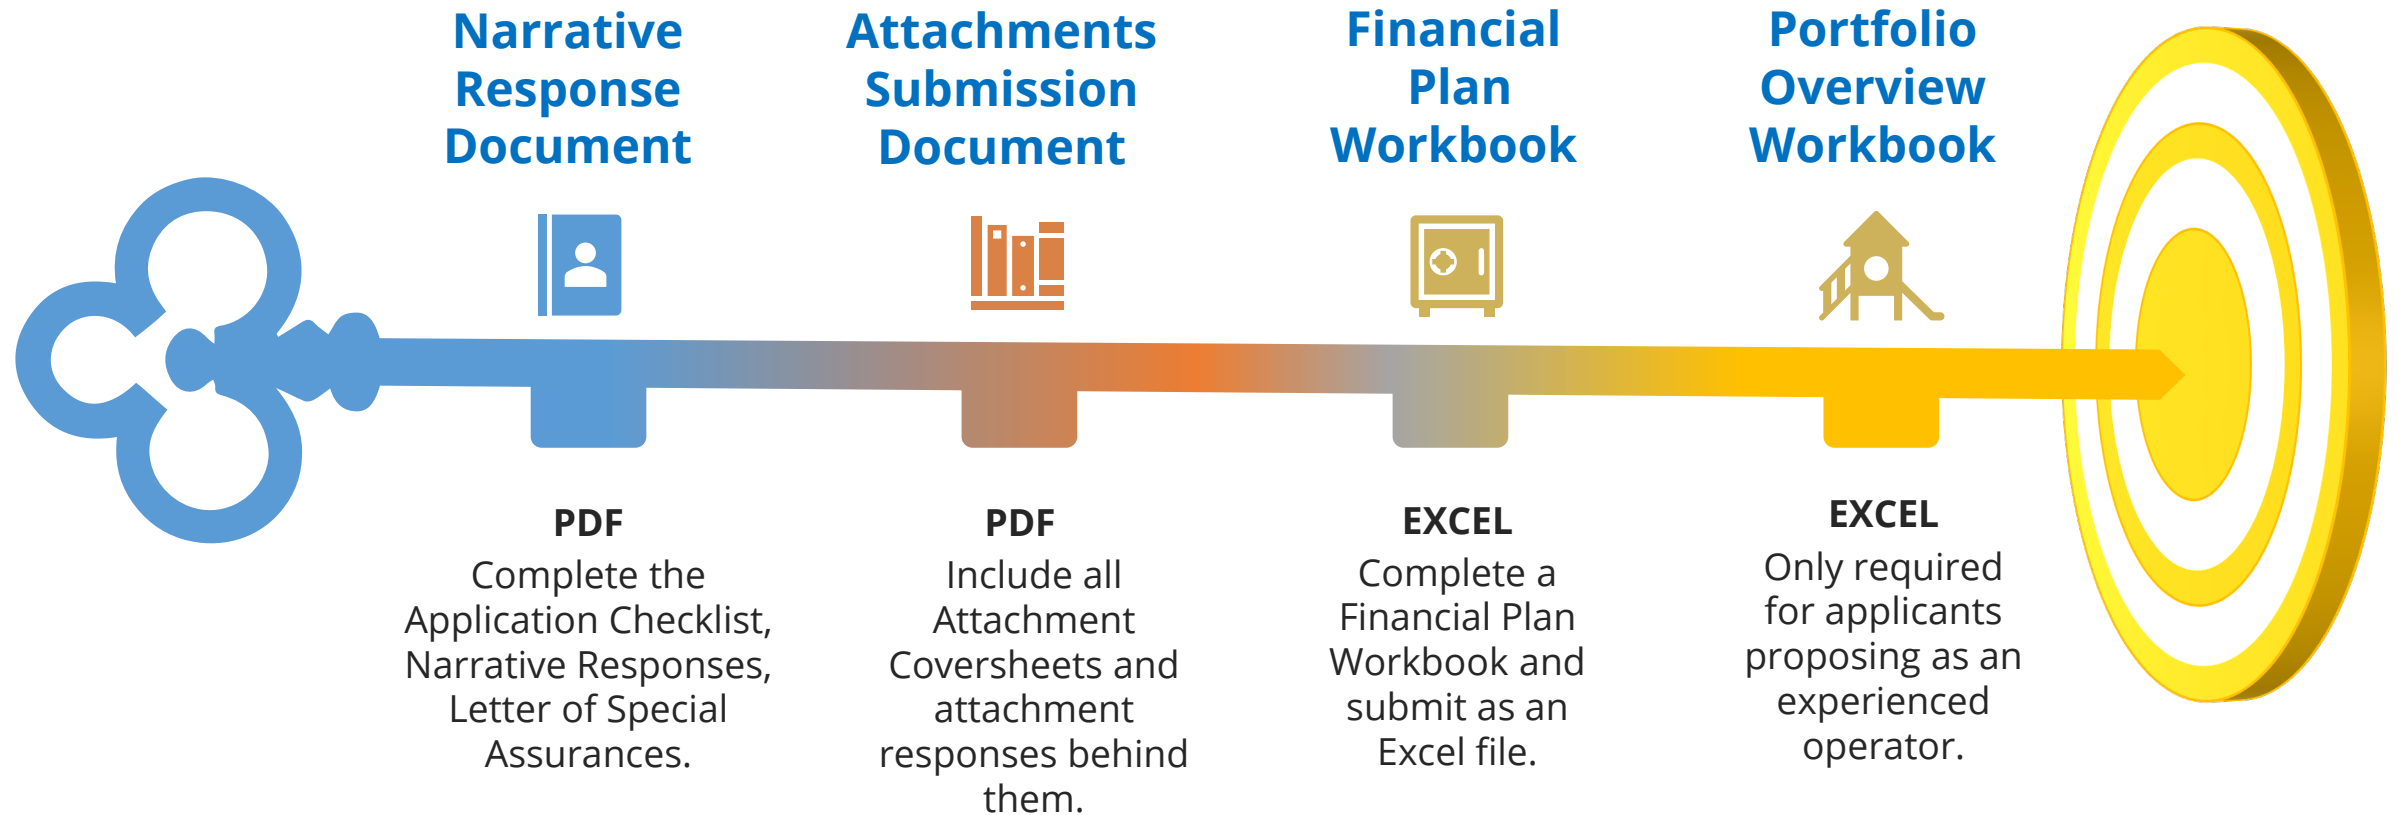 Narrative
Response
Document
Attachments
Submission
Document
Financial
Plan
Workbook
Portfolio
Overview
Workbook
PDF
Complete the
Application Checklist,
Narrative Responses,
Letter of Special
Assurances.
PDF
Include all
Attachment
Coversheets and
attachment
responses behind
them.
EXCEL
Complete a
Financial Plan
Workbook and
submit as an
Excel file.
EXCEL
Only required
for applicants
proposing as an
experienced
operator.